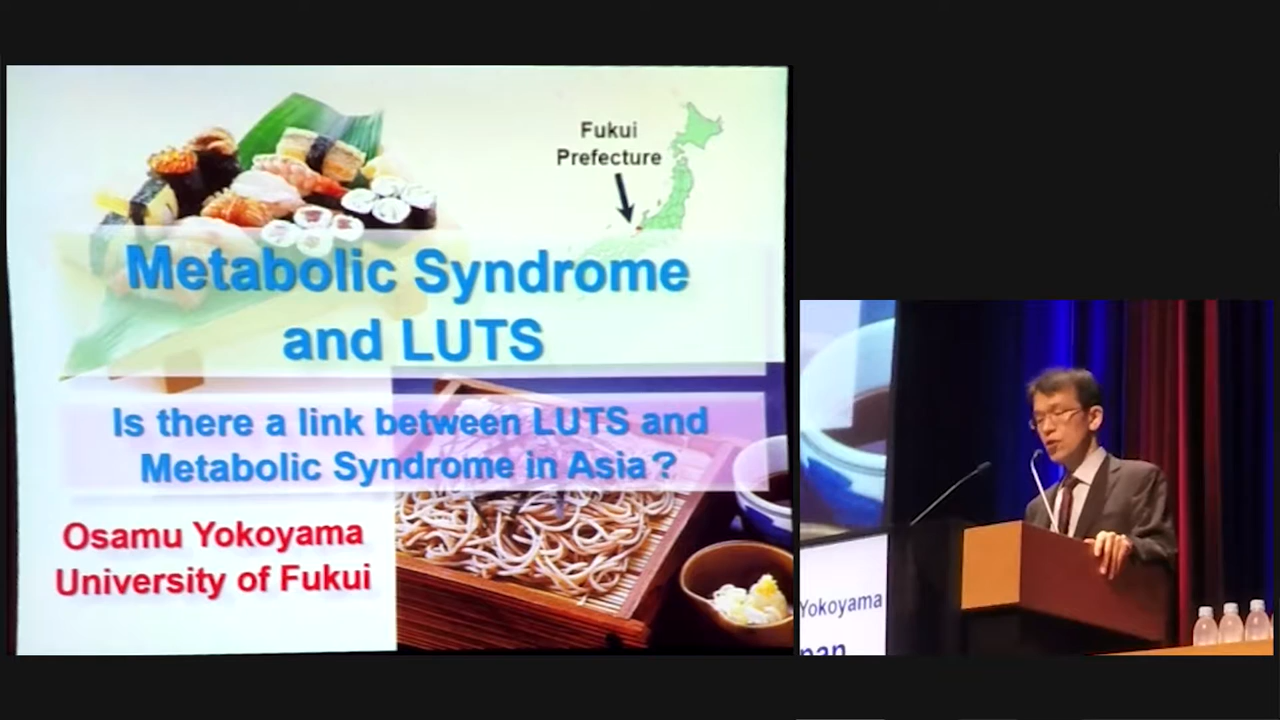 Fukui
Prefecture
Metabolic Syndrome
and LUTS
Is there a link between LUTS and
Metabolic Syndrome in Asia?
Osamu Yokoyama
University of Fukui
Yokoyama
pan